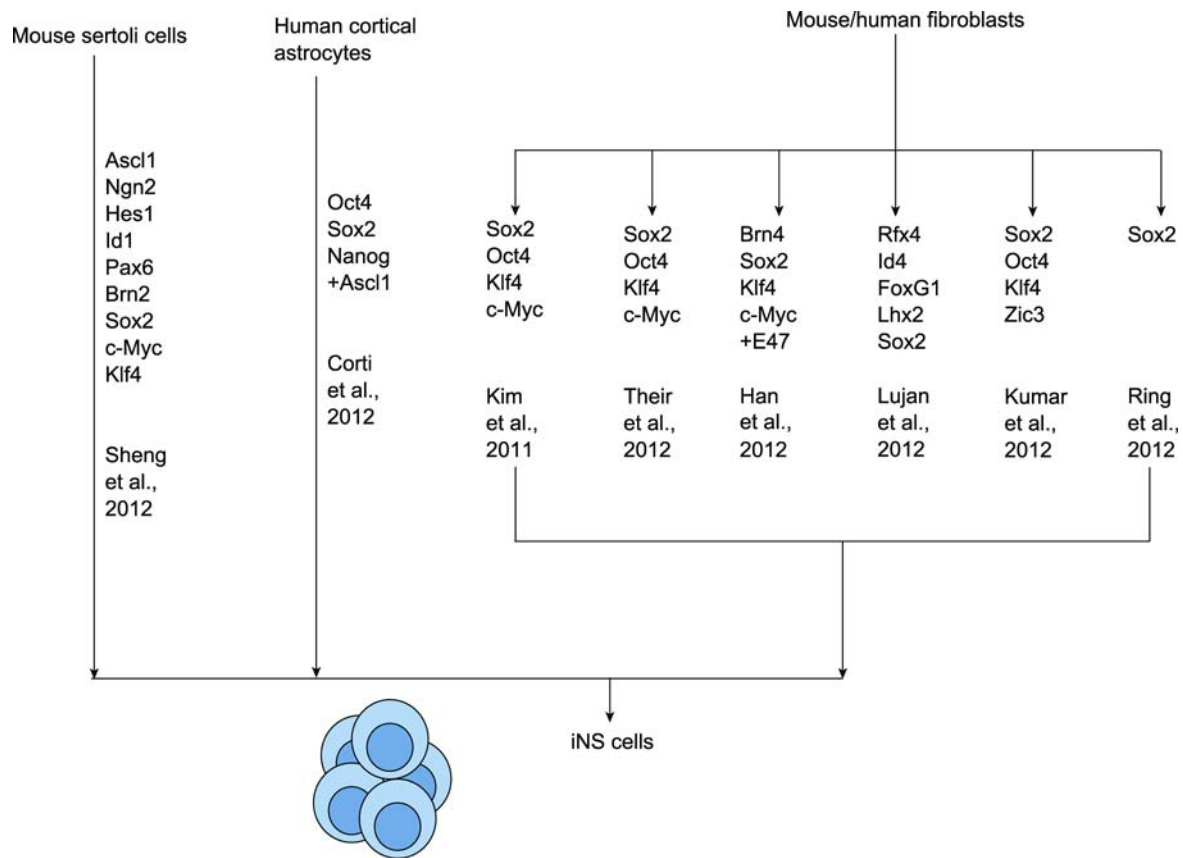 Mouse sertoli cells
Ascl1
Ngn2
Hes1
Id1
Pax6
Brn2
Sox2
c-Myc
Klf4
Sheng
et al.,
2012
Human cortical
astrocytes
Oct4
Sox2
Nanog
+Ascl1
Corti
et al.,
2012
Mouse/human fibroblasts
Sox2
Oct4
Klf4
c-Myc
Kim
et al.,
2011
Sox2
Oct4
Klf4
c-Myc
Their
et al.,
2012
Brn4
Sox2
Klf4
c-Myc
+E47
Han
et al.,
2012
Rfx4
Id4
FoxG1
Lhx2
Sox2
Lujan
et al.,
2012
Sox2
Oct4
Klf4
Zic3
Kumar
et al.,
2012
Sox2
Ring
et al.,
2012
iNS cells